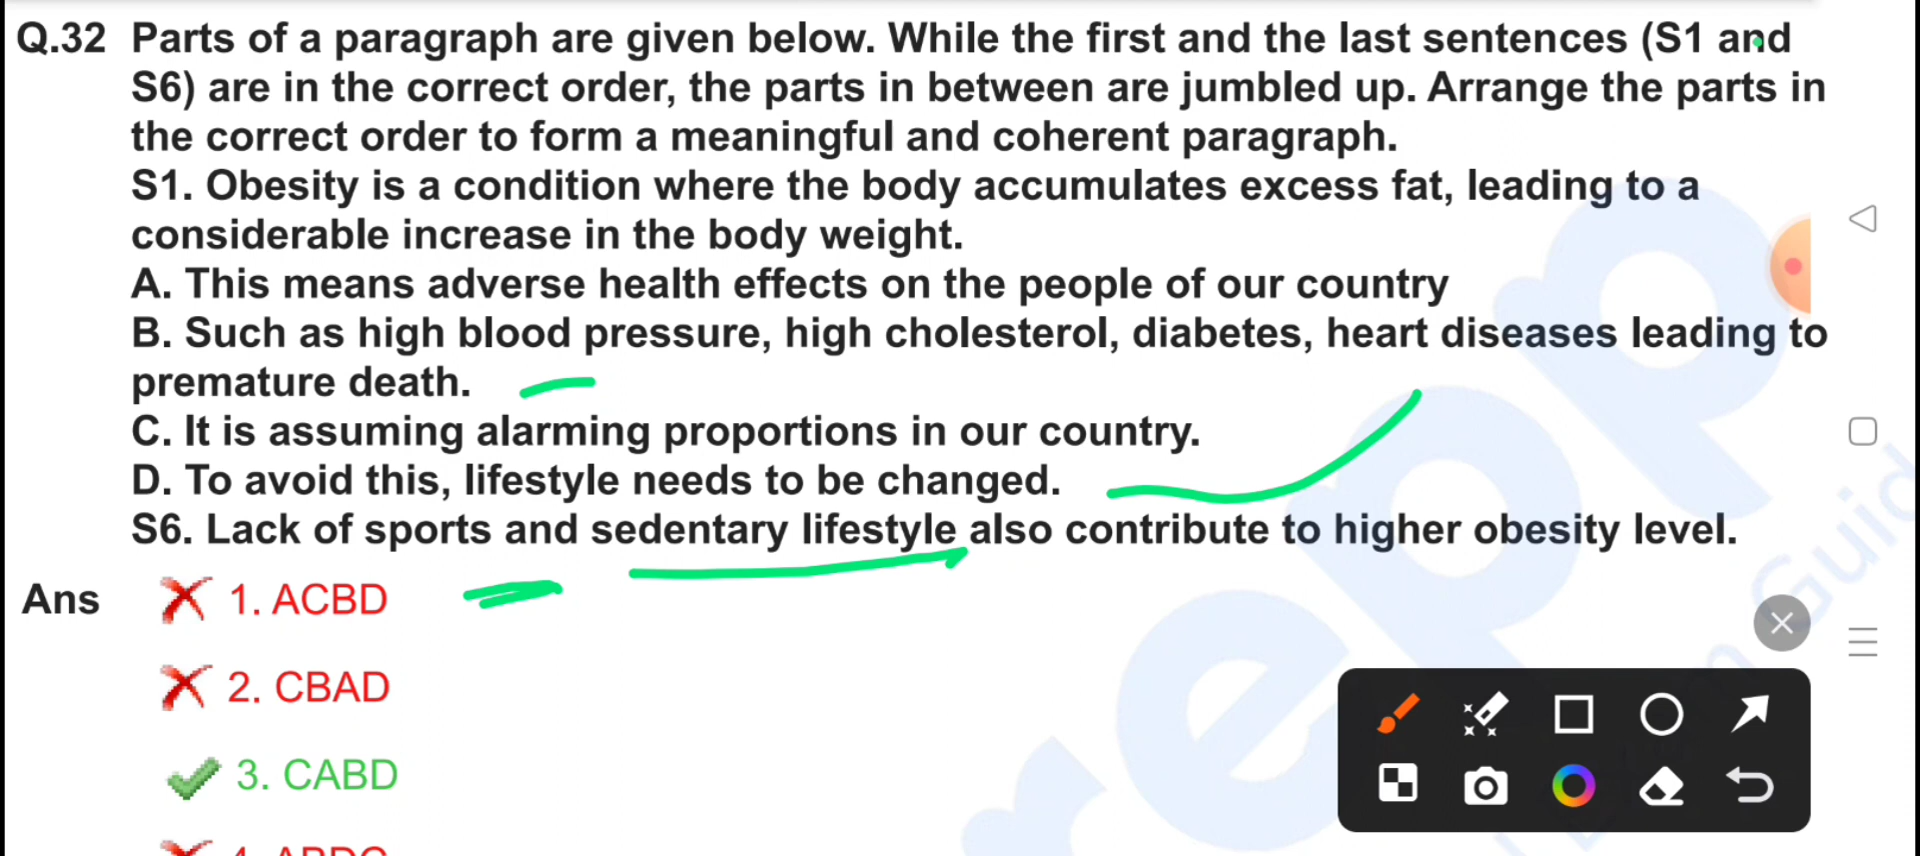 Q.32 Parts of a paragraph are given below. While the first and the last sentences (S1 and
S6) are in the correct order, the parts in between are jumbled up. Arrange the parts in
the correct order to form a meaningful and coherent paragraph.
S1. Obesity is a condition where the body accumulates excess fat, leading to a
considerable increase in the body weight.
A. This means adverse health effects on the people of our country
B. Such as high blood pressure, high cholesterol, diabetes, heart diseases leading to
premature death.
C. It is assuming alarming proportions in our country.
D. To avoid this, lifestyle needs to be changed.
S6. Lack of sports and sedentary lifestyle also contribute to higher obesity level.
Ans 1. ACBD
2. CBAD
3. CABD